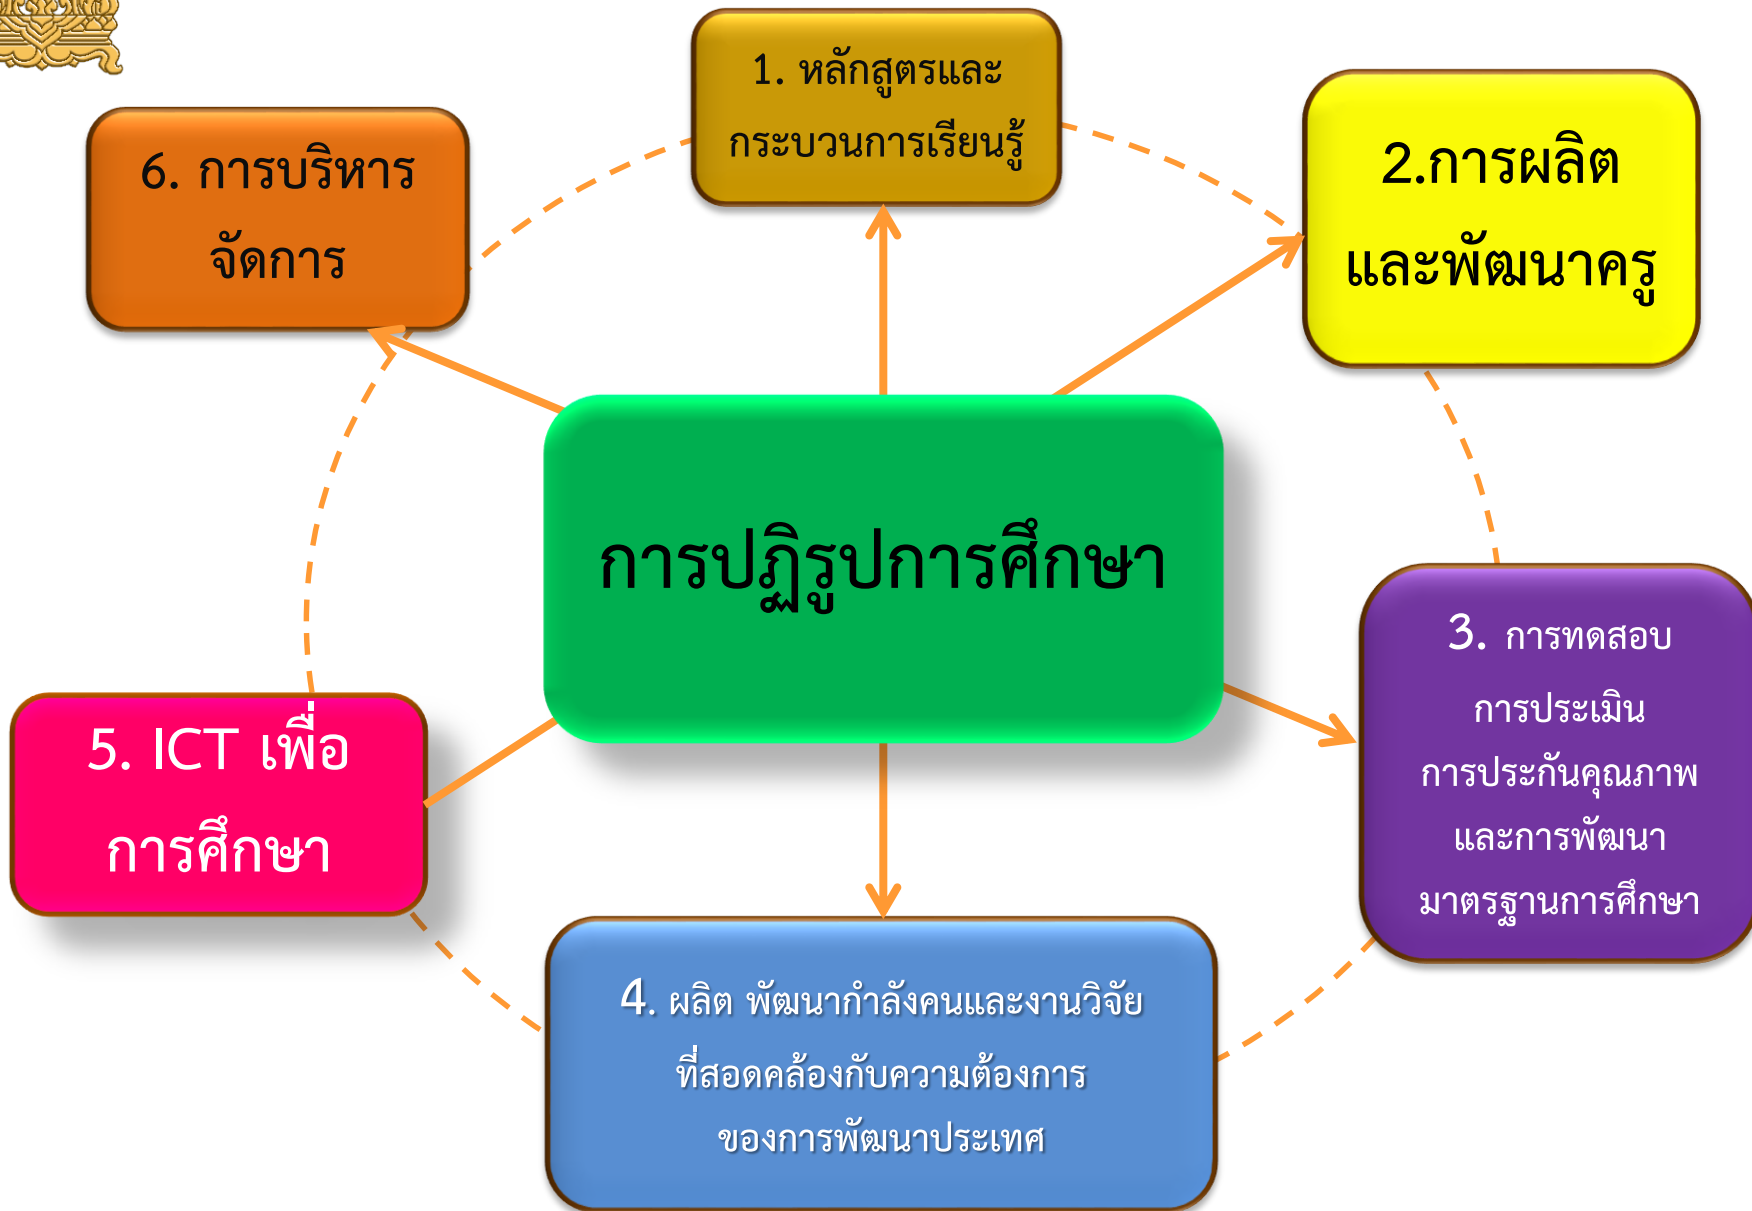 1. หลักสูตรและ
กระบวนการเรียนรู้
2.การผลิต
และพัฒนาครู
3. การทดสอบ
การประเมิน
การประกันคุณภาพ
และการพัฒนา
มาตรฐานการศึกษา
4. ผลิต พัฒนากำลังคนและงานวิจัย
ที่สอดคล้องกับความต้องการ
ของการพัฒนาประเทศ
5. ICT เพื่อ
การศึกษา
6. การบริหาร
จัดการ
การปฏิรูปการศึกษา